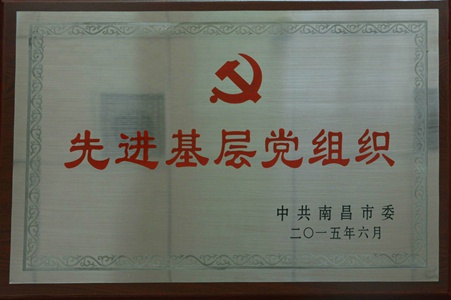 先进基层党组织
中共南昌市委
二〇一五年六月